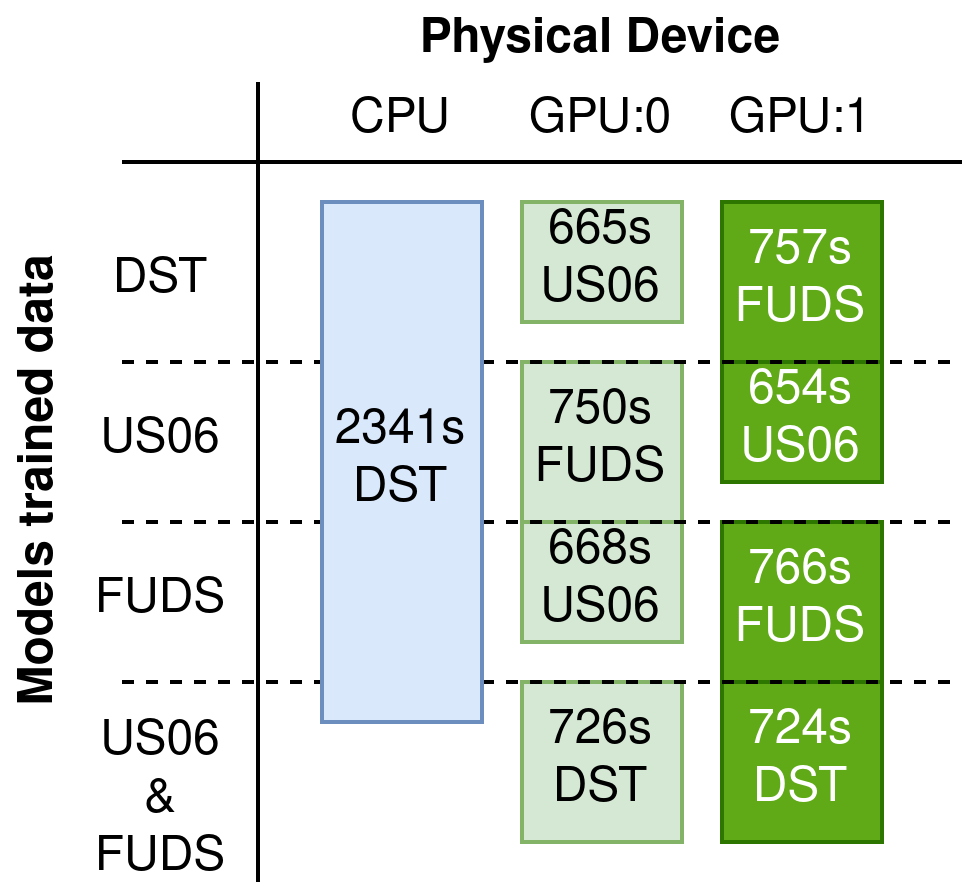 Physical Device
CPU GPU:0 GPU:1
Models trained data
DST
US06
FUDS
US06
&
FUDS
2341s
DST
665s
US06
750s
FUDS
668s
US06
726s
DST
757s
FUDS
654s
US06
766s
FUDS
724s
DST